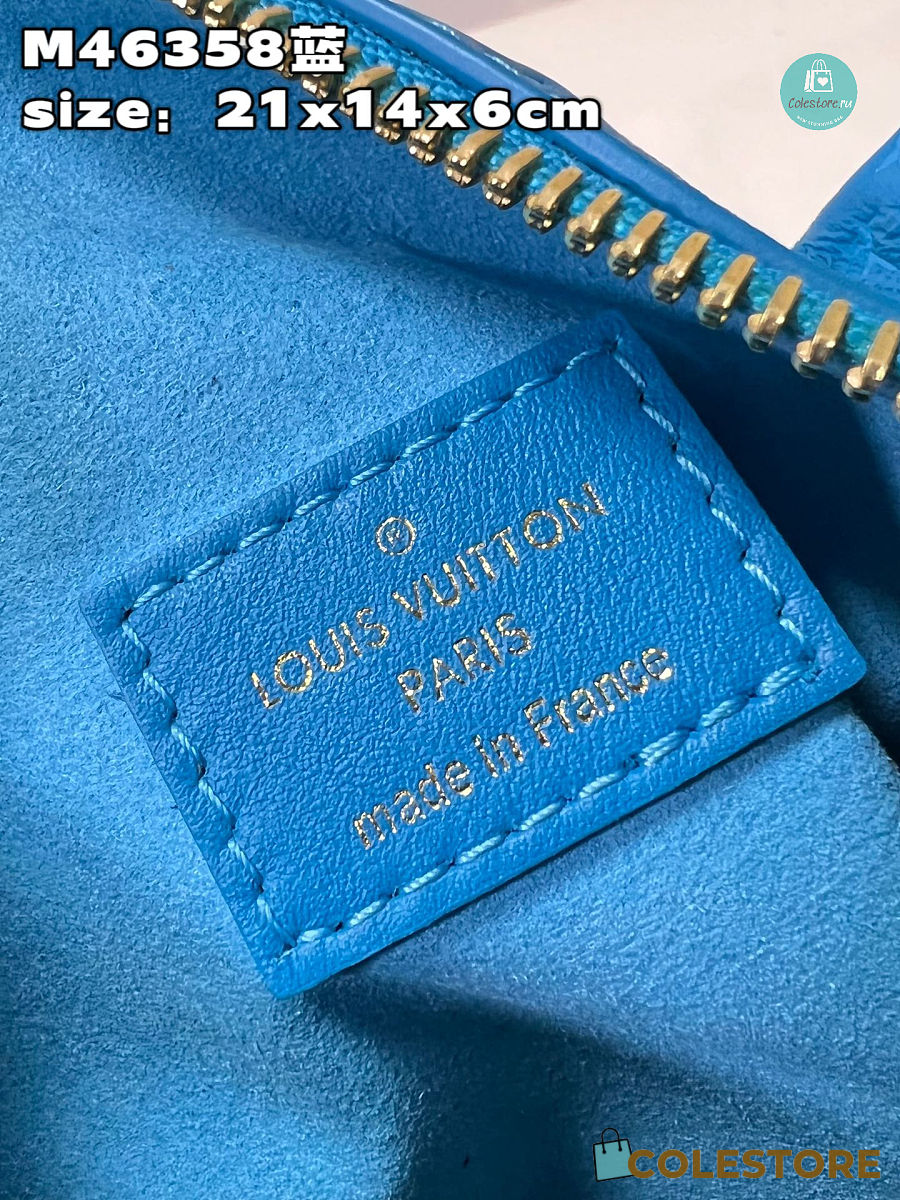 M46358蓝
size： 21x14x6cm
Colestore.ru
®
LOUIS VUITTON
PARIS
made in France
COLESTORE